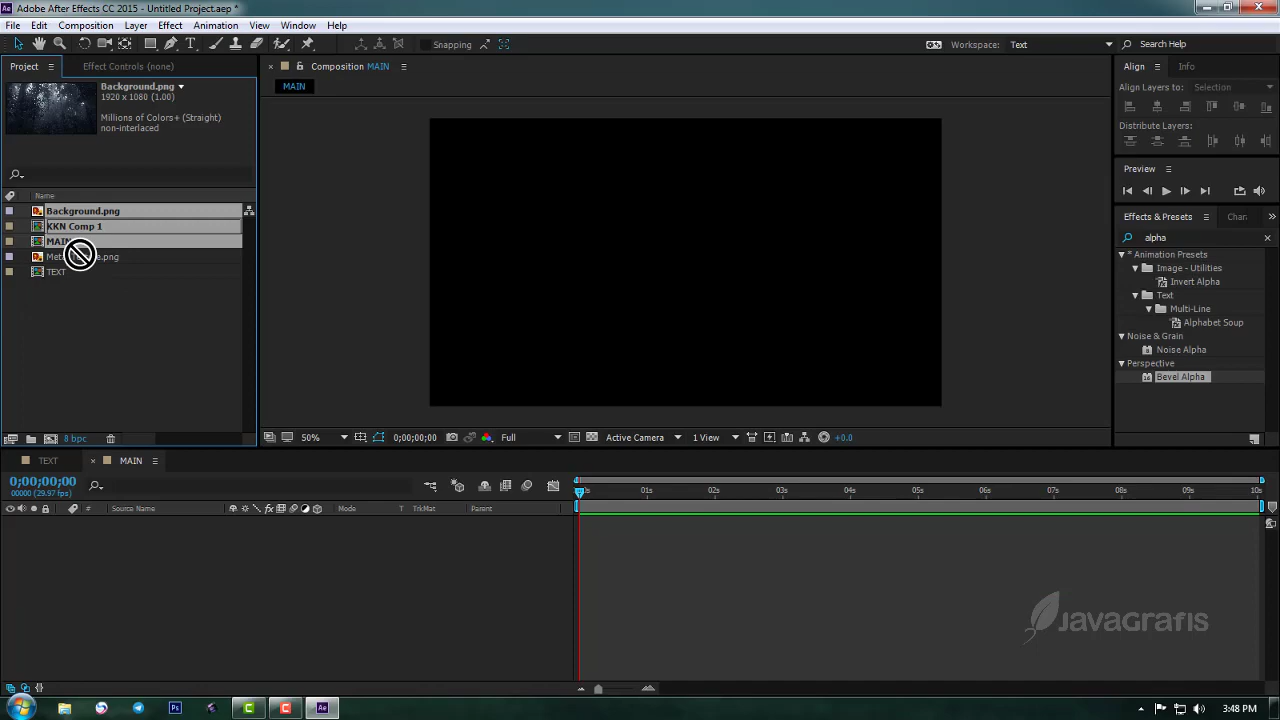 Adobe After Effects CC 2015 - Untitled Project.aep *
File Edit Composition Layer Effect Animation View Window Help
Snapping
Workspace: Text
Search Help
Project
Effect Controls (none)
Composition MAIN
Align
Info
Background.png
1920 x 1080 (1.00)
Millions of Colors+ (Straight)
non-interlaced
MAIN
Align Layers to: Selection
Distribute Layers:
Preview
Name
Background.png
KKN Comp 1
MAIN
TEXT
Effects & Presets
Chan
alpha
* Animation Presets
Image - Utilities
Invert Alpha
Text
Multi-Line
Alphabet Soup
Noise & Grain
Noise Alpha
Perspective
Bevel Alpha
8 bpc
50%
0;00;00;00
Full
Active Camera
1 View
+0.0
TEXT
MAIN
0;00;00;00
00000 (29.97 fps)
01s 02s 03s 04s 05s 06s 07s 08s 09s 10s
# Source Name Mode T TrkMat Parent
Javagrafis
3:48 PM